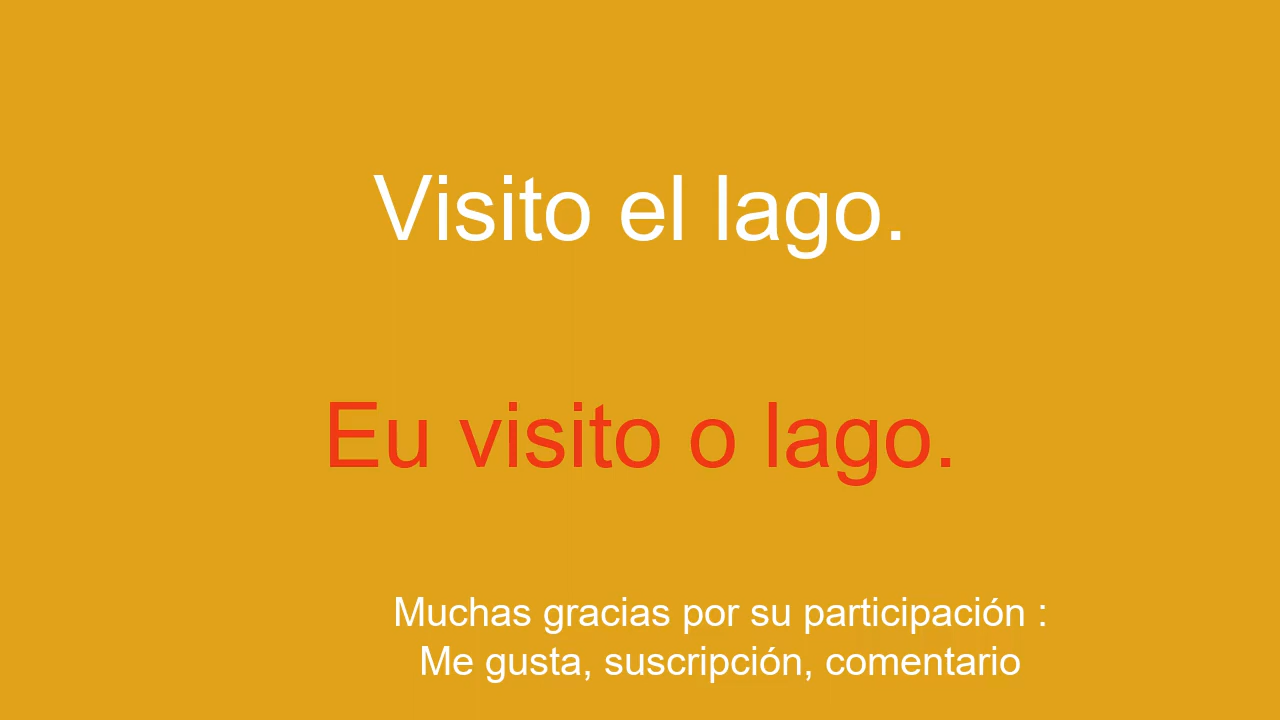 Visito el lago.
Eu visito o lago.
Muchas gracias por su participación :
Me gusta, suscripción, comentario